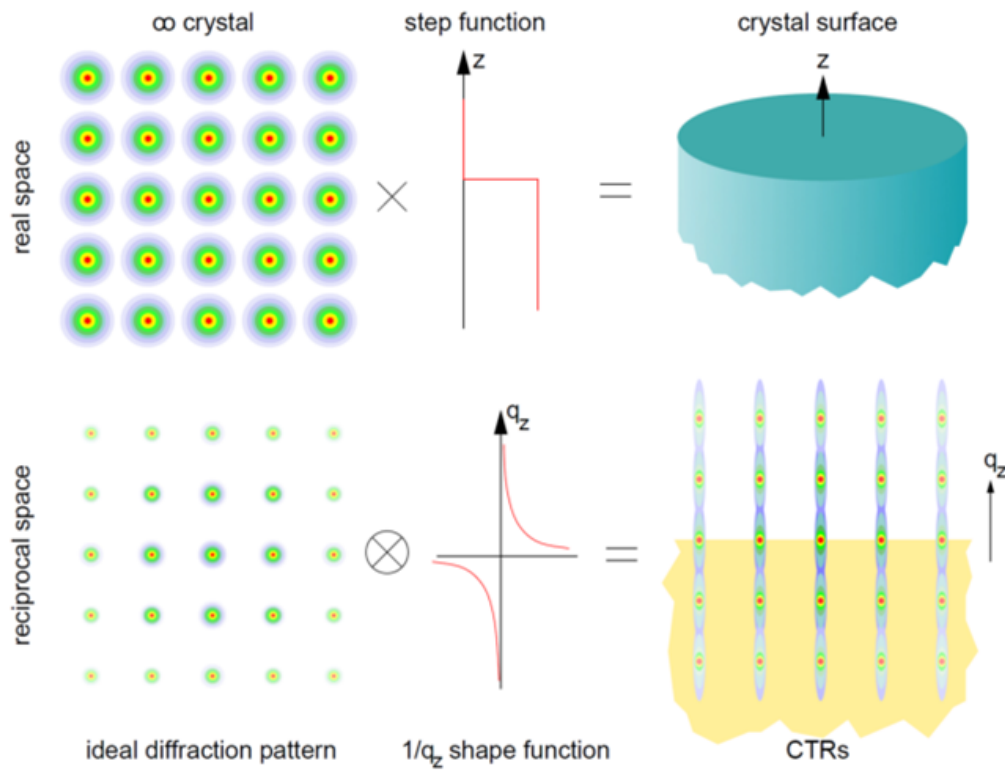 ∞ crystal
step function
crystal surface
real space
z
z
×
=
reciprocal space
q_z
⊗
=
q_z
ideal diffraction pattern
1/q_z shape function
CTRs